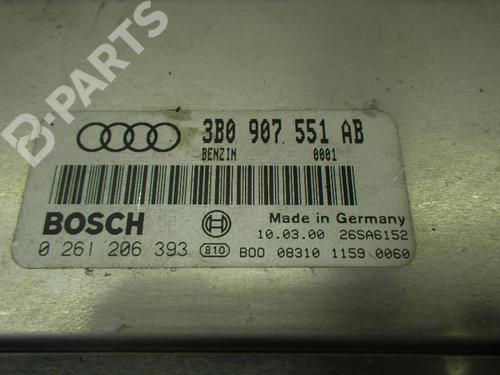 B-PARTS
3B0 907 551 AB
BENZIN 0001
BOSCH
Made in Germany
10.03.00 26SA6152
0 261 206 393 810 B00 08310 1159 0060